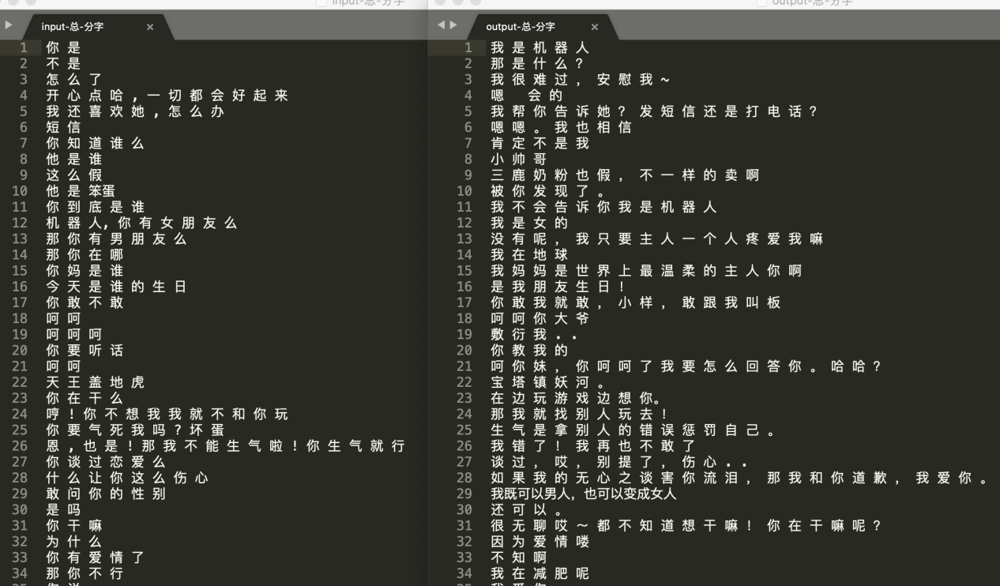 input-总-分字
1 你 是
2 不 是
3 怎 么 了
4 开 心 点 哈 , 一 切 都 会 好 起 来
5 我 还 喜 欢 她 , 怎 么 办
6 短 信
7 你 知 道 谁 么
8 他 是 谁
9 这 么 假
10 他 是 笨蛋
11 你 到 底 是 谁
12 机 器 人, 你 有 女 朋 友 么
13 那 你 有 男 朋 友 么
14 那 你 在 哪
15 你 妈 是 谁
16 今 天 是 谁 的 生 日
17 你 敢 不 敢
18 呵 呵
19 呵 呵 呵
20 你 要 听 话
21 呵 呵
22 天 王 盖 地 虎
23 你 在 干 么
24 哼 ! 你 不 想 我 我 就 不 和 你 玩
25 你 要 气 死 我 吗 ? 坏 蛋
26 恩 , 也 是 ! 那 我 不 能 生 气 啦 ! 你 生 气 就 行
27 你 谈 过 恋 爱 么
28 什 么 让 你 这 么 伤 心
29 敢 问 你 的 性 别
30 是 吗
31 你 干 嘛
32 为 什 么
33 你 有 爱 情 了
34 那 你 不 行
output-总-分字
1 我 是 机 器 人
2 那 是 什 么 ?
3 我 很 难 过 , 安 慰 我 ~
4 嗯 会 的
5 我 帮 你 告 诉 她 ? 发 短 信 还 是 打 电 话 ?
6 嗯 嗯 。 我 也 相 信
7 肯 定 不 是 我
8 小 帅 哥
9 三 鹿 奶 粉 也 假 , 不 一 样 的 卖 啊
10 被 你 发 现 了 。
11 我 不 会 告 诉 你 我 是 机 器 人
12 我 是 女 的
13 没 有 呢 , 我 只 要 主 人 一 个 人 疼 爱 我 嘛
14 我 在 地 球
15 我 妈 妈 是 世 界 上 最 温 柔 的 主 人 你 啊
16 是 我 朋 友 生 日 !
17 你 敢 我 就 敢 , 小 样 , 敢 跟 我 叫 板
18 呵 呵 你 大 爷
19 敷 衍 我 . .
20 你 教 我 的
21 呵 你 妹 , 你 呵 呵 了 我 要 怎 么 回 答 你 。 哈 哈 ?
22 宝 塔 镇 妖 河 。
23 在 边 玩 游 戏 边 想 你。
24 那 我 就 找 别 人 玩 去 !
25 生 气 是 拿 别 人 的 错 误 惩 罚 自 己 。
26 我 错 了 ! 我 再 也 不 敢 了
27 谈 过 , 哎 , 别 提 了 , 伤 心 . .
28 如 果 我 的 无 心 之 谈 害 你 流 泪 , 那 我 和 你 道 歉 , 我 爱 你 。
29 我既可以男人，也可以变成女人
30 还 可 以 。
31 很 无 聊 哎 ~ 都 不 知 道 想 干 嘛 ! 你 在 干 嘛 呢 ?
32 因 为 爱 情 喽
33 不 知 啊
34 我 在 减 肥 呢